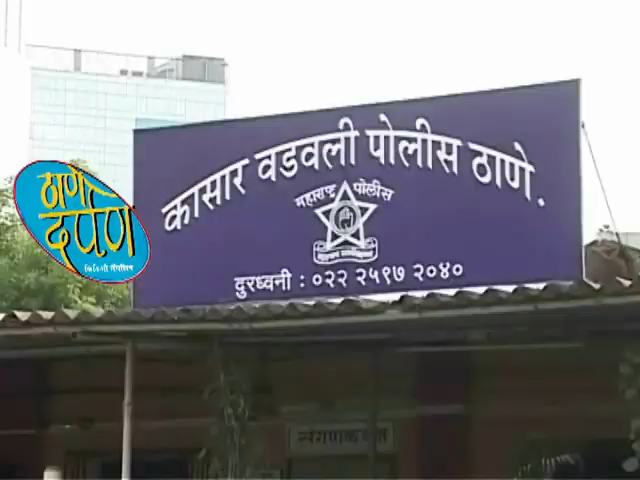 कासार वडवली पोलीस ठाणे.
महाराष्ट्र पोलीस
दुरध्वनी : ०२२ २५९७ २०४०
ठाणे
दर्पण